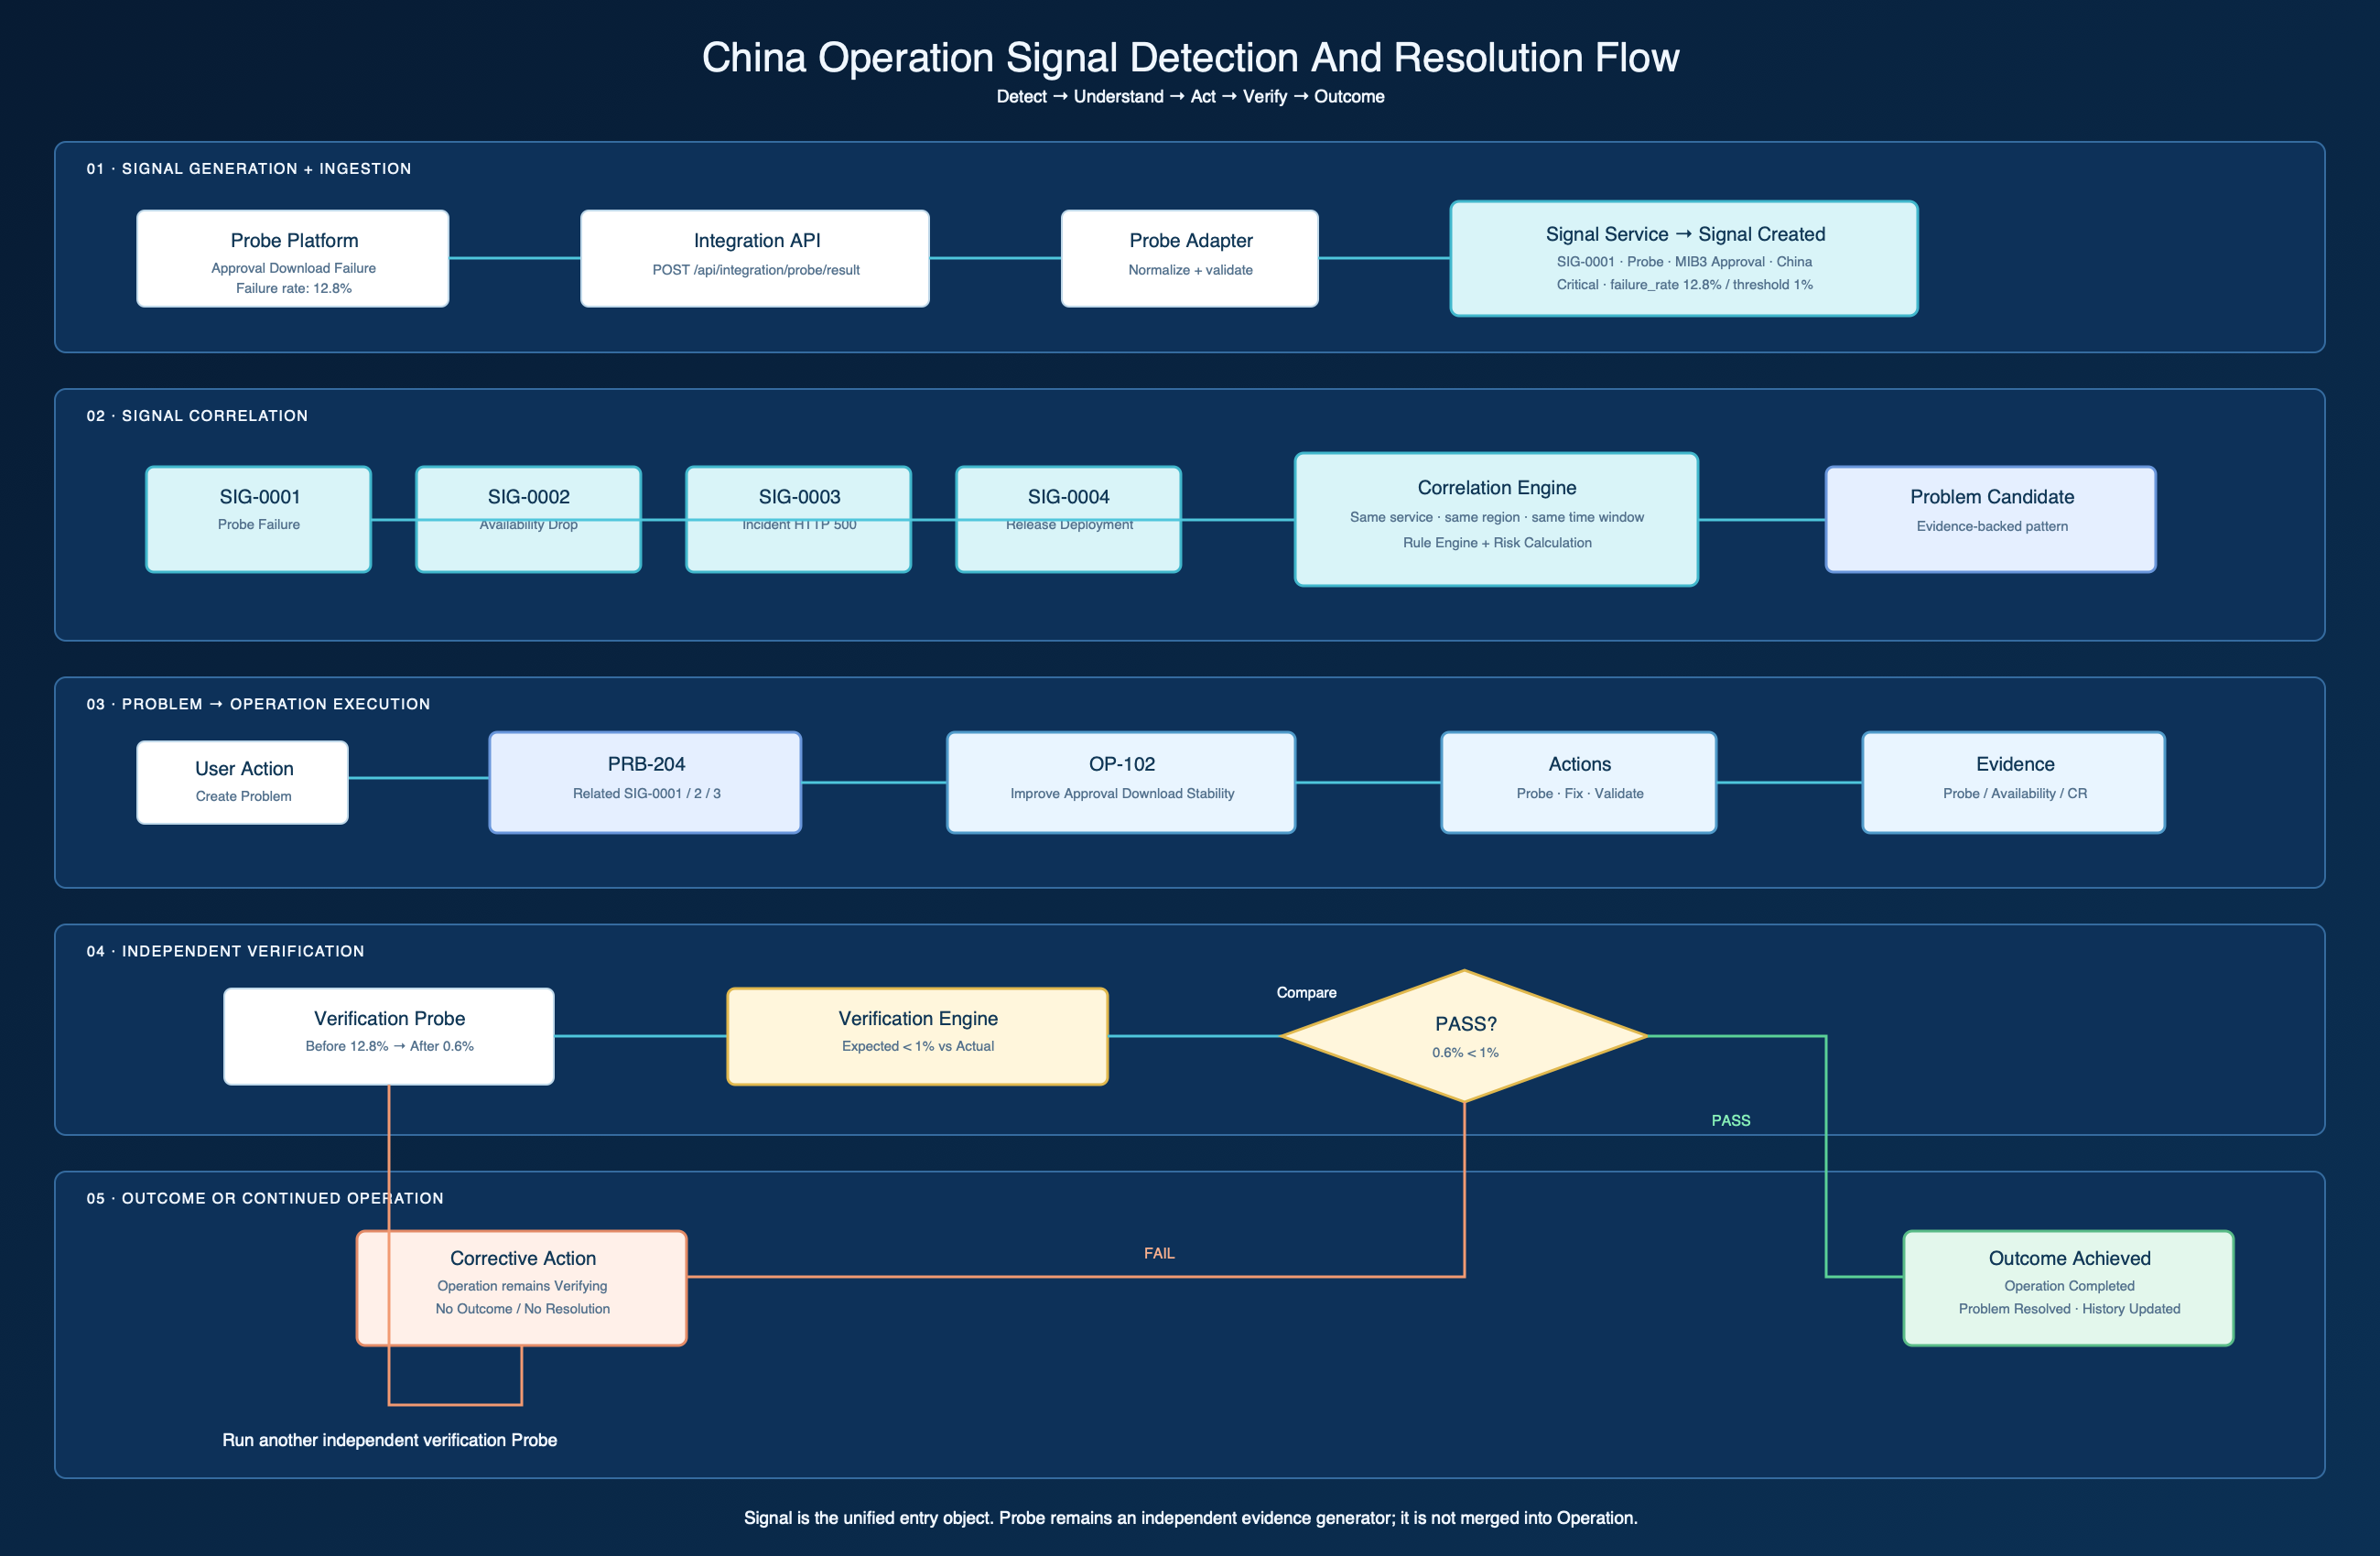 China Operation Signal Detection And Resolution Flow
Detect → Understand → Act → Verify → Outcome
01 · SIGNAL GENERATION + INGESTION
Probe Platform
Approval Download Failure
Failure rate: 12.8%
Integration API
POST /api/integration/probe/result
Probe Adapter
Normalize + validate
Signal Service → Signal Created
SIG-0001 · Probe · MIB3 Approval · China
Critical · failure_rate 12.8% / threshold 1%
02 · SIGNAL CORRELATION
SIG-0001
Probe Failure
SIG-0002
Availability Drop
SIG-0003
Incident HTTP 500
SIG-0004
Release Deployment
Correlation Engine
Same service · same region · same time window
Rule Engine + Risk Calculation
Problem Candidate
Evidence-backed pattern
03 · PROBLEM → OPERATION EXECUTION
User Action
Create Problem
PRB-204
Related SIG-0001 / 2 / 3
OP-102
Improve Approval Download Stability
Actions
Probe · Fix · Validate
Evidence
Probe / Availability / CR
04 · INDEPENDENT VERIFICATION
Verification Probe
Before 12.8% → After 0.6%
Verification Engine
Expected < 1% vs Actual
Compare
PASS?
0.6% < 1%
PASS
05 · OUTCOME OR CONTINUED OPERATION
Corrective Action
Operation remains Verifying
No Outcome / No Resolution
FAIL
Outcome Achieved
Operation Completed
Problem Resolved · History Updated
Run another independent verification Probe
Signal is the unified entry object. Probe remains an independent evidence generator; it is not merged into Operation.